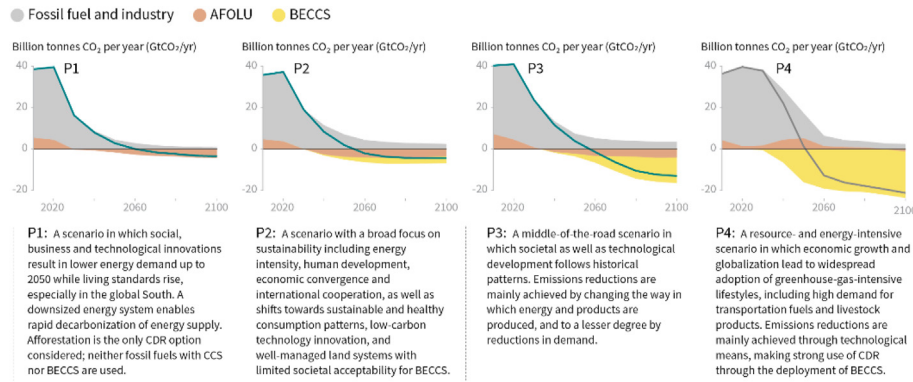 Fossil fuel and industry AFOLU BECCS
Billion tonnes CO₂ per year (GtCO₂/yr)
P1
40
20
0
-20
2020 2060 2100
Billion tonnes CO₂ per year (GtCO₂/yr)
P2
40
20
0
-20
2020 2060 2100
Billion tonnes CO₂ per year (GtCO₂/yr)
P3
40
20
0
-20
2020 2060 2100
Billion tonnes CO₂ per year (GtCO₂/yr)
P4
40
20
0
-20
2020 2060 2100
P1: A scenario in which social,
business and technological innovations
result in lower energy demand up to
2050 while living standards rise,
especially in the global South. A
downsized energy system enables
rapid decarbonization of energy supply.
Afforestation is the only CDR option
considered; neither fossil fuels with CCS
nor BECCS are used.
P2: A scenario with a broad focus on
sustainability including energy
intensity, human development,
economic convergence and
international cooperation, as well as
shifts towards sustainable and healthy
consumption patterns, low-carbon
technology innovation, and
well-managed land systems with
limited societal acceptability for BECCS.
P3: A middle-of-the-road scenario in
which societal as well as technological
development follows historical
patterns. Emissions reductions are
mainly achieved by changing the way in
which energy and products are
produced, and to a lesser degree by
reductions in demand.
P4: A resource- and energy-intensive
scenario in which economic growth and
globalization lead to widespread
adoption of greenhouse-gas-intensive
lifestyles, including high demand for
transportation fuels and livestock
products. Emissions reductions are
mainly achieved through technological
means, making strong use of CDR
through the deployment of BECCS.